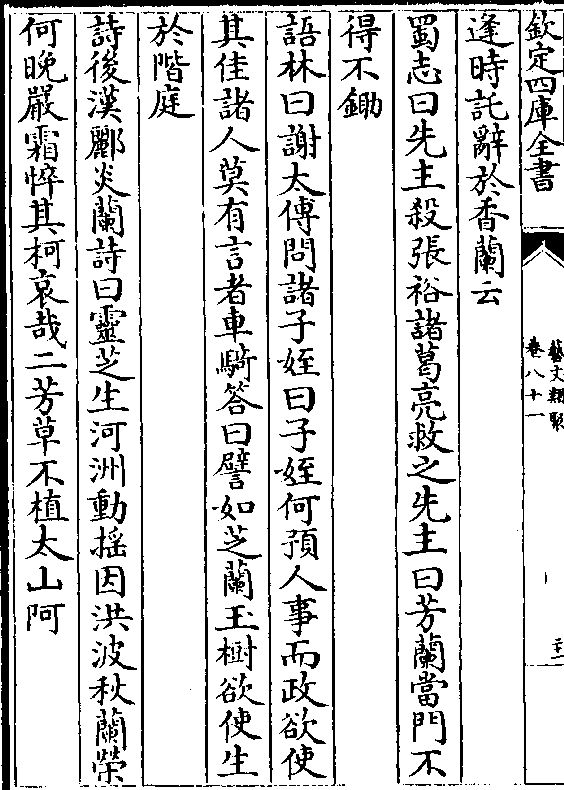 欽定四庫全書
藝文類聚
卷八十一
逢時託辭於香蘭云
蜀志曰先主殺張裕諸葛亮救之先主曰芳蘭當門不
得不鋤
語林曰謝太傅問諸子姪曰子姪何預人事而政欲使
其佳諸人莫有言者車騎答曰譬如芝蘭玉樹欲使生
於階庭
詩後漢酈炎蘭詩曰靈芝生河洲動揺因洪波秋蘭榮
何晚嚴霜悴其柯哀哉二芳草不植太山阿